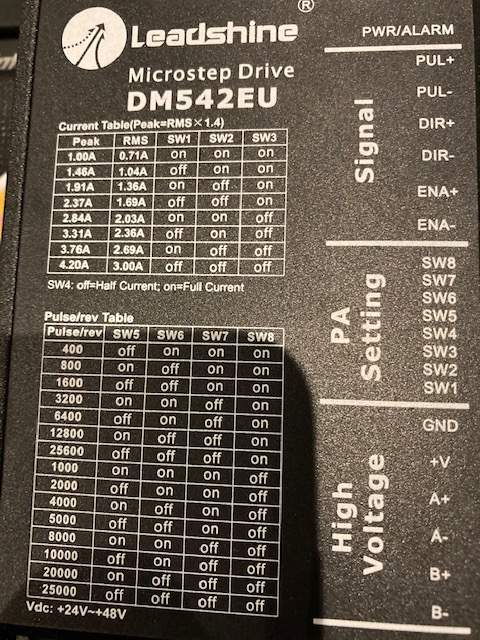 Leadshine ®
Microstep Drive
DM542EU
Current Table(Peak=RMS×1.4)
Peak RMS SW1 SW2 SW3
1.00A 0.71A on on on
1.46A 1.04A off on on
1.91A 1.36A on off on
2.37A 1.69A off off on
2.84A 2.03A on on off
3.31A 2.36A off on off
3.76A 2.69A on off off
4.20A 3.00A off off off
SW4: off=Half Current; on=Full Current
Pulse/rev Table
Pulse/rev SW5 SW6 SW7 SW8
400 off on on on
800 on off on on
1600 off off on on
3200 on on off on
6400 off on off on
12800 on off off on
25600 off off off on
1000 on on on off
2000 off on on off
4000 on off on off
5000 off off on off
8000 on on off off
10000 off on off off
20000 on off off off
25000 off off off off
Vdc: +24V~+48V
PWR/ALARM
Signal
PUL+
PUL-
DIR+
DIR-
ENA+
ENA-
PA
Setting
SW8
SW7
SW6
SW5
SW4
SW3
SW2
SW1
High
Voltage
GND
+V
A+
A-
B+
B-